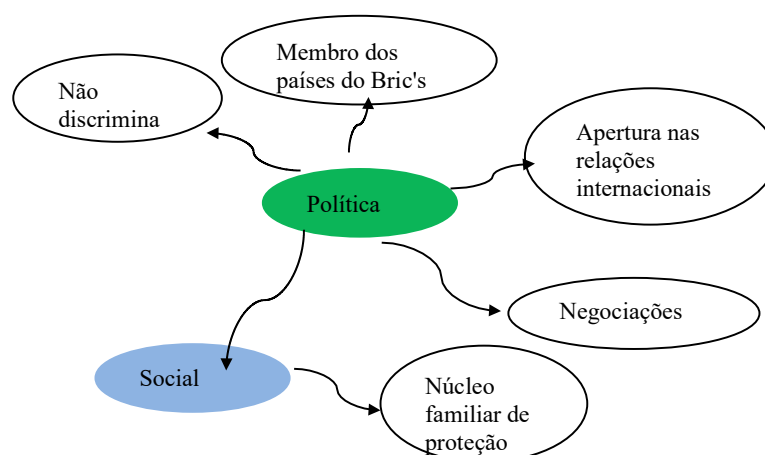 Membro dos
países do Bric's
Não
discrimina
Apertura nas
relações
internacionais
Política
Negociações
Social
Núcleo
familiar de
proteção